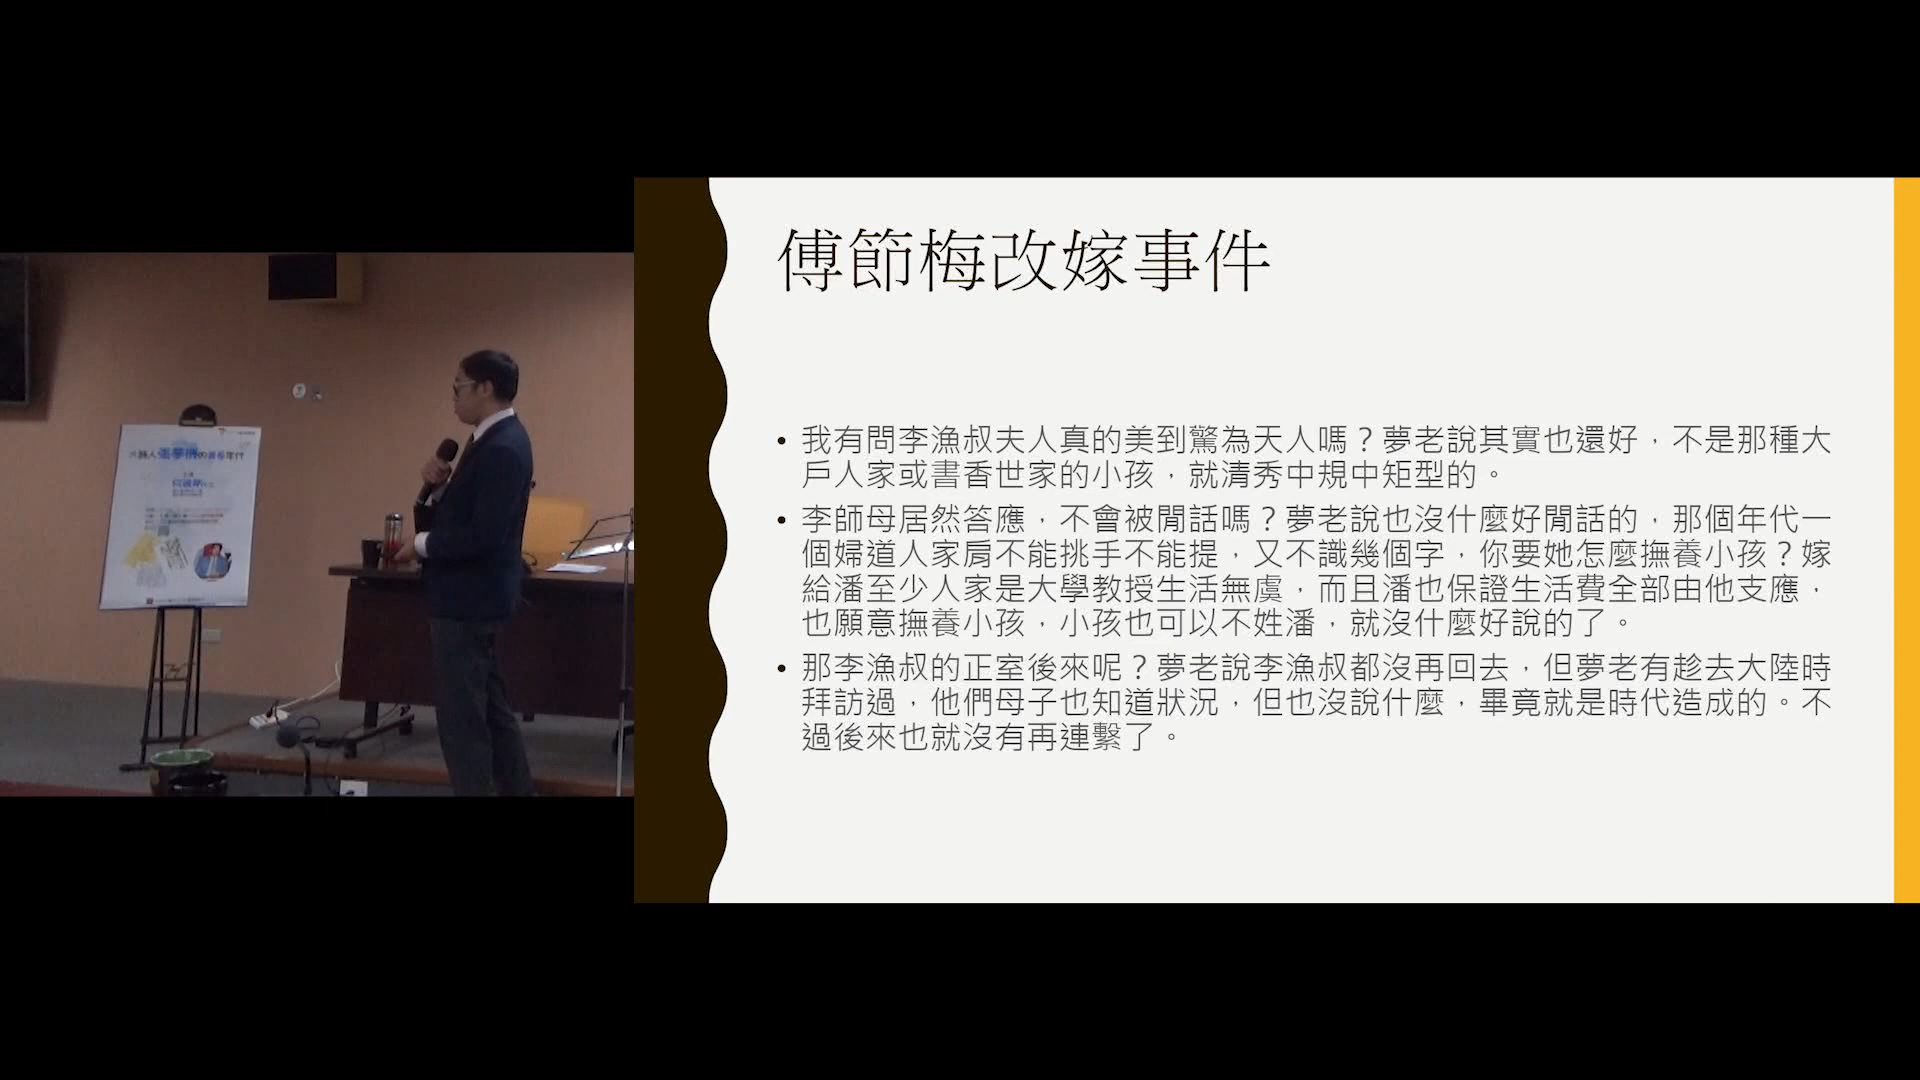 傅節梅改嫁事件
• 我有問李漁叔夫人真的美到驚為天人嗎？夢老說其實也還好，不是那種大
戶人家或書香世家的小孩，就清秀中規中矩型的。
• 李師母居然答應，不會被閒話嗎？夢老說也沒什麼好閒話的，那個年代一
個婦道人家肩不能挑手不能提，又不識幾個字，你要她怎麼撫養小孩？嫁
給潘至少人家是大學教授生活無虞，而且潘也保證生活費全部由他支應，
也願意撫養小孩，小孩也可以不姓潘，就沒什麼好說的了。
• 那李漁叔的正室後來呢？夢老說李漁叔都沒再回去，但夢老有趁去大陸時
拜訪過，他們母子也知道狀況，但也沒說什麼，畢竟就是時代造成的。不
過後來也就沒有再連繫了。